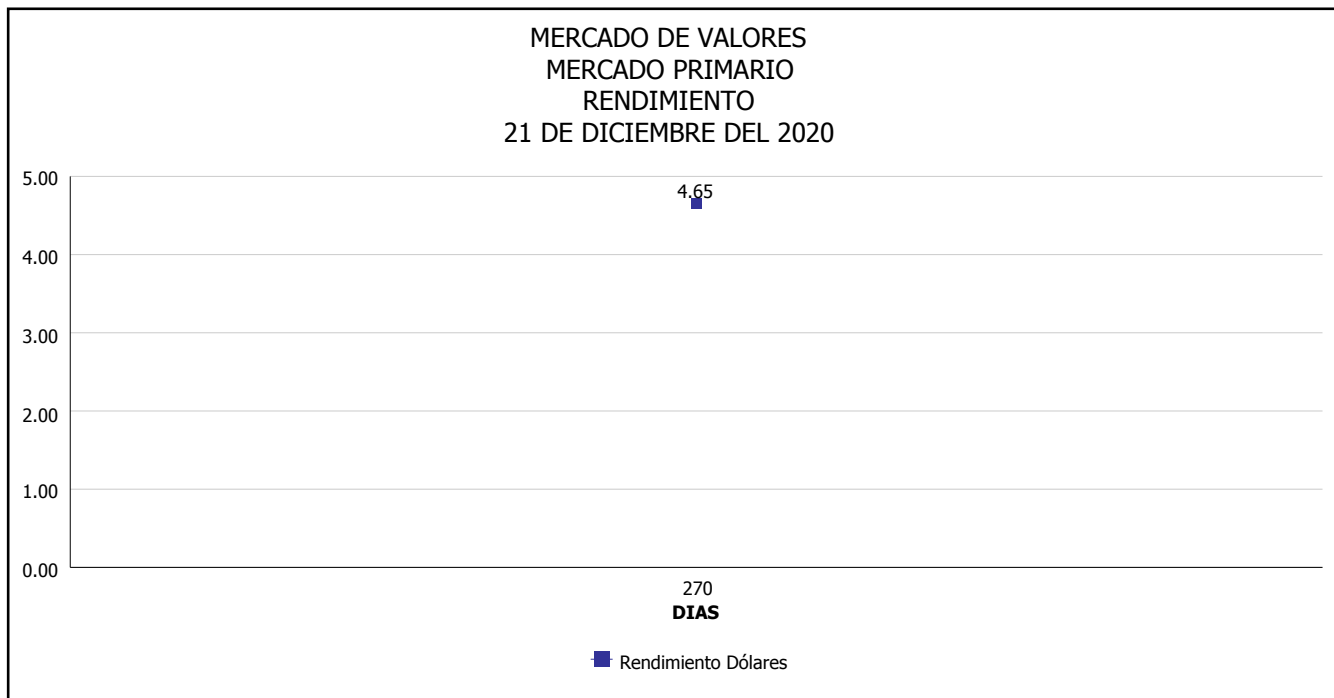 MERCADO DE VALORES
MERCADO PRIMARIO
RENDIMIENTO
21 DE DICIEMBRE DEL 2020
5.00
4.65
4.00
3.00
2.00
1.00
0.00
270
DIAS
Rendimiento Dólares